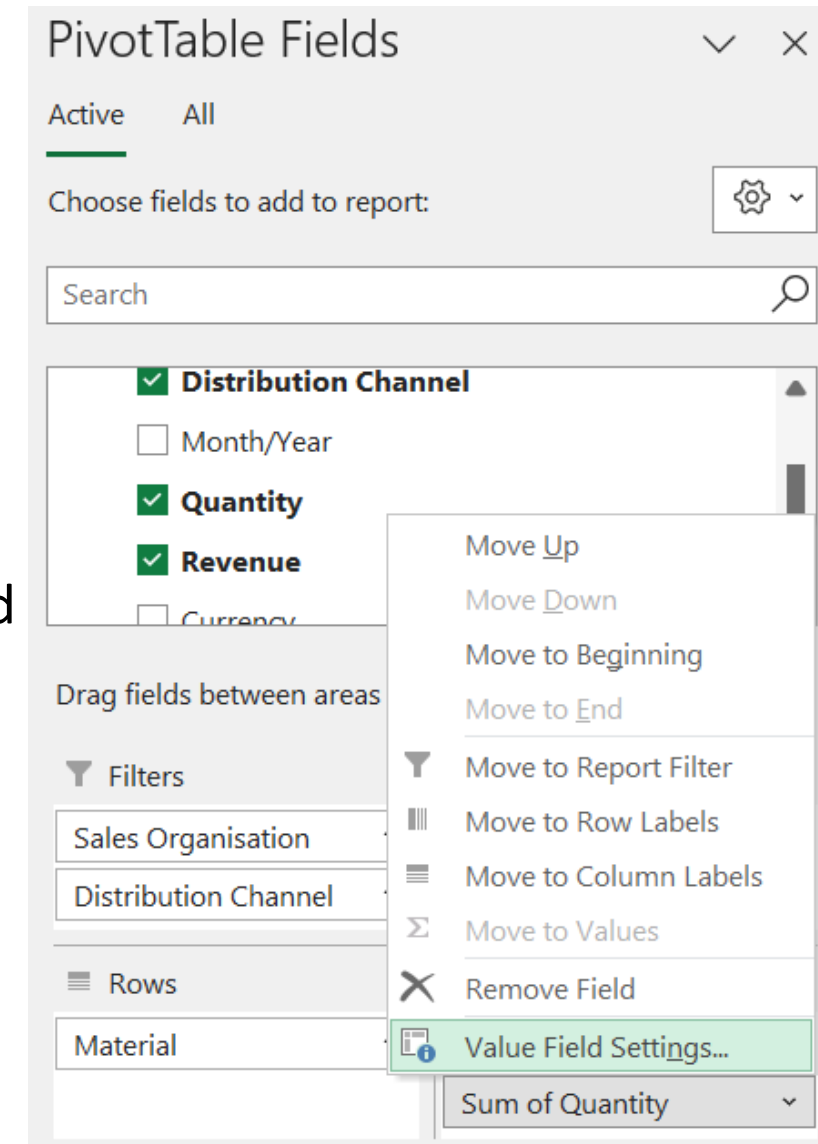 PivotTable Fields
Active All
Choose fields to add to report:
Search
Distribution Channel
Month/Year
Quantity
Revenue
Currency
d
Move Up
Move Down
Move to Beginning
Move to End
Move to Report Filter
Move to Row Labels
Move to Column Labels
Move to Values
Remove Field
Value Field Settings...
Drag fields between areas
Filters
Sales Organisation
Distribution Channel
Rows
Material
Sum of Quantity